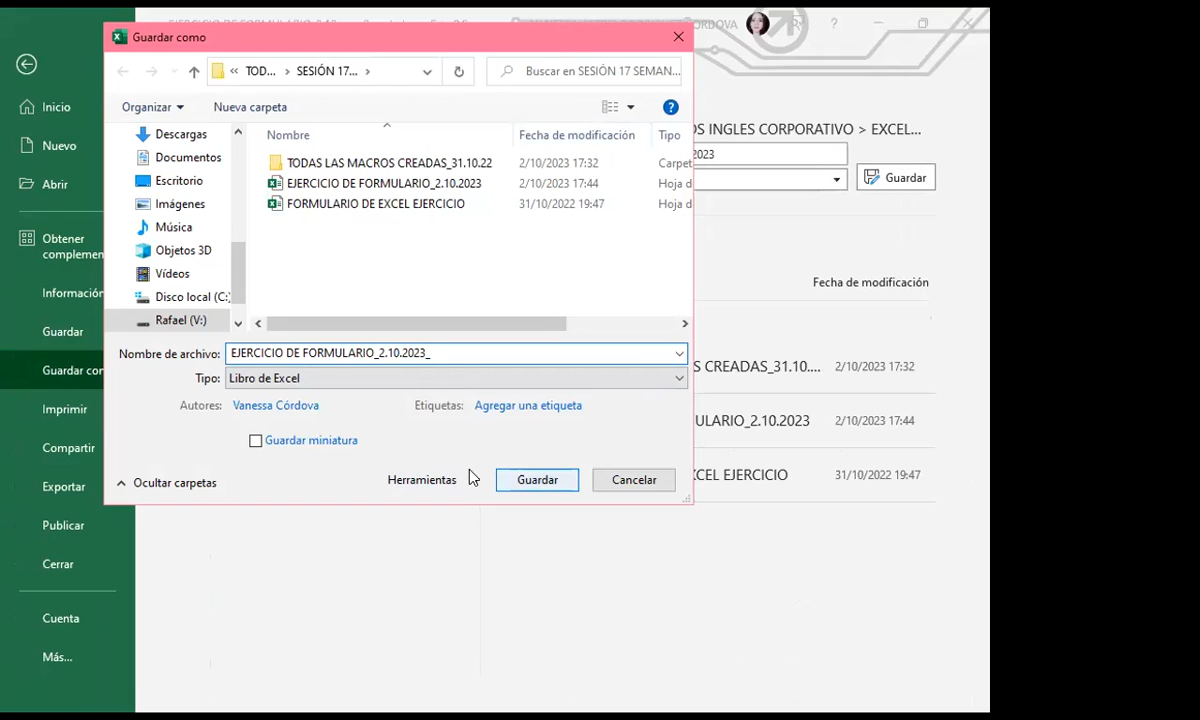 Guardar como
TOD... > SESIÓN 17... >
Buscar en SESIÓN 17 SEMAN...
Organizar
Nueva carpeta
Descargas
Documentos
Escritorio
Imágenes
Música
Objetos 3D
Vídeos
Disco local (C:)
Rafael (V:)
Nombre Fecha de modificación Tipo
TODAS LAS MACROS CREADAS_31.10.22 2/10/2023 17:32 Carpet
EJERCICIO DE FORMULARIO_2.10.2023 2/10/2023 17:44 Hoja d
FORMULARIO DE EXCEL EJERCICIO 31/10/2022 19:47 Hoja d
Nombre de archivo: EJERCICIO DE FORMULARIO_2.10.2023_
Tipo: Libro de Excel
Autores: Vanessa Córdova
Etiquetas: Agregar una etiqueta
Guardar miniatura
Ocultar carpetas
Herramientas
Guardar
Cancelar
Inicio
Nuevo
Abrir
Obtener
complemen
Información
Guardar
Guardar com
Imprimir
Compartir
Exportar
Publicar
Cerrar
Cuenta
Más...
ÓRDOVA
?
OS INGLES CORPORATIVO > EXCEL...
2023
Guardar
Fecha de modificación
S CREADAS_31.10.... 2/10/2023 17:32
ULARIO_2.10.2023 2/10/2023 17:44
XCEL EJERCICIO 31/10/2022 19:47